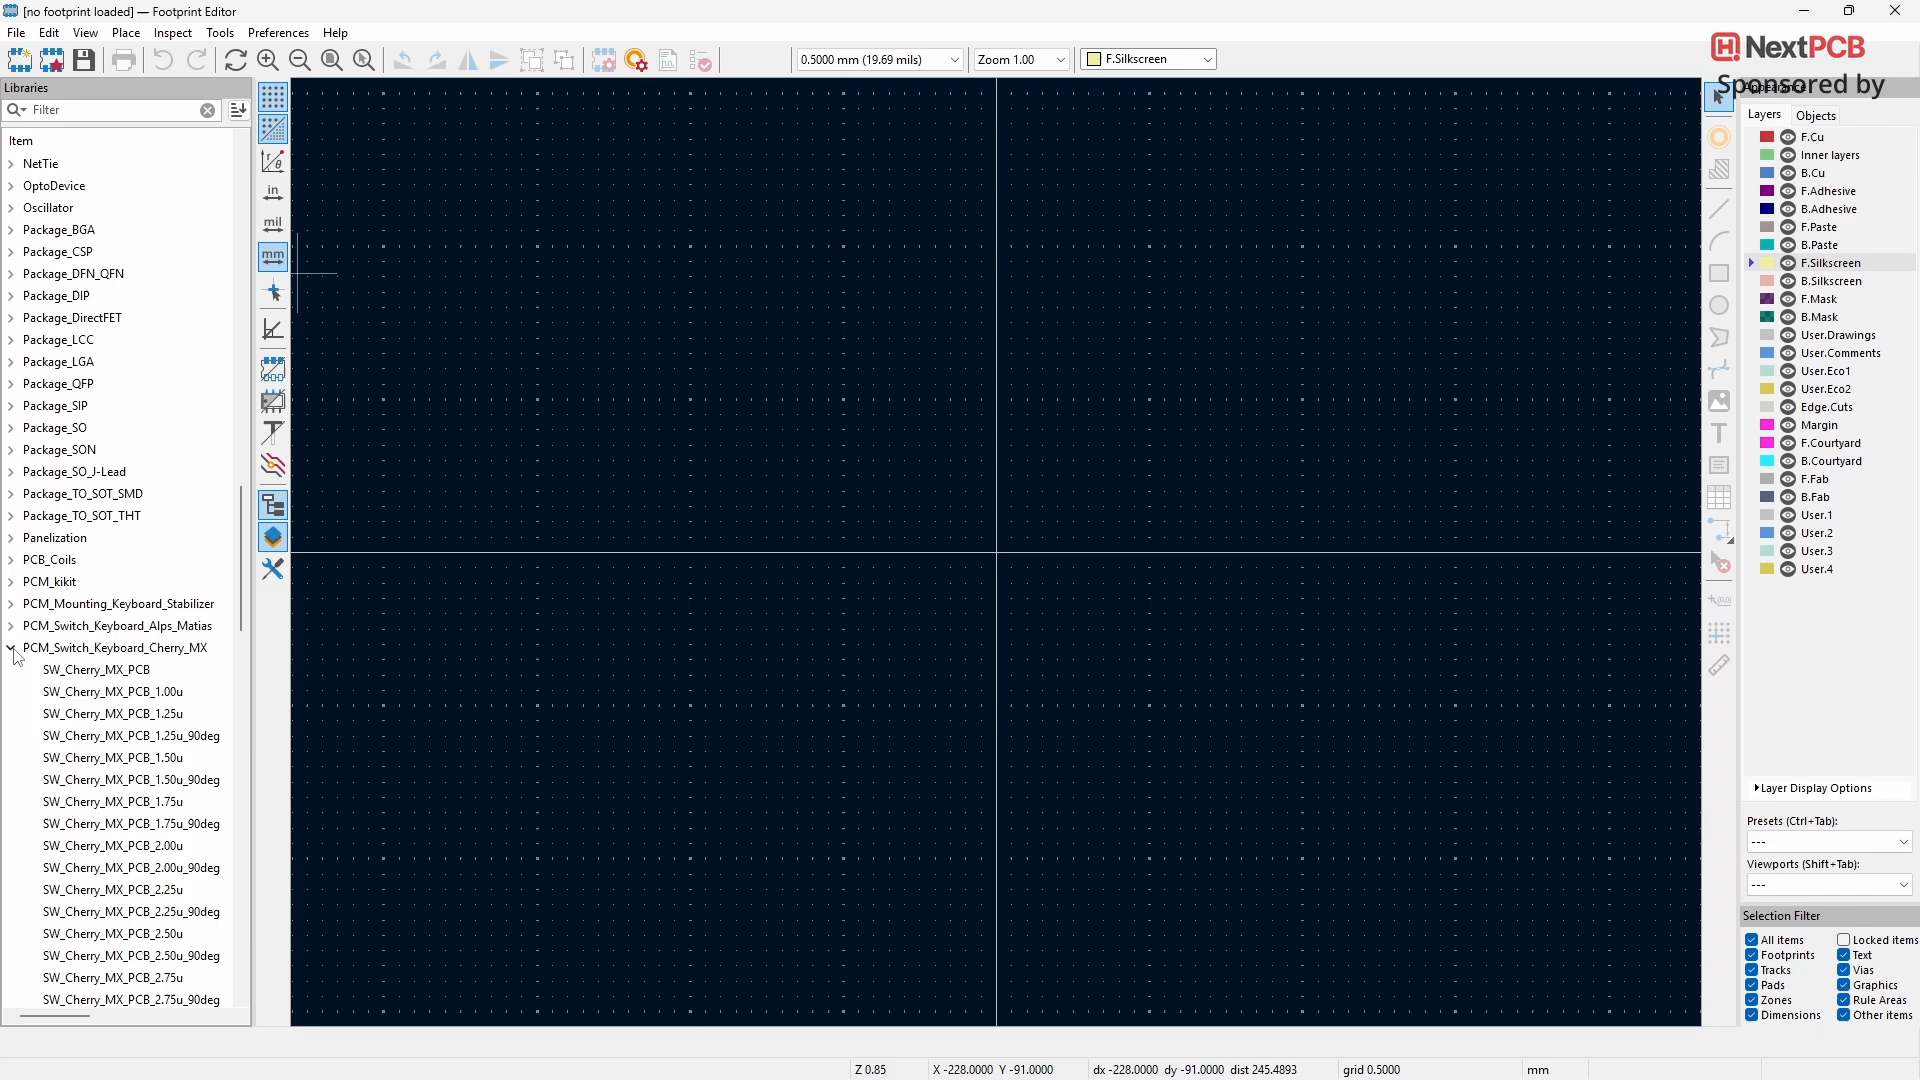 [no footprint loaded] — Footprint Editor
File Edit View Place Inspect Tools Preferences Help
0.5000 mm (19.69 mils) Zoom 1.00 F.Silkscreen
NextPCB
Sponsored by
Libraries
Filter
Item
NetTie
OptoDevice
Oscillator
Package_BGA
Package_CSP
Package_DFN_QFN
Package_DIP
Package_DirectFET
Package_LCC
Package_LGA
Package_QFP
Package_SIP
Package_SO
Package_SON
Package_SO_J-Lead
Package_TO_SOT_SMD
Package_TO_SOT_THT
Panelization
PCB_Coils
PCM_kikit
PCM_Mounting_Keyboard_Stabilizer
PCM_Switch_Keyboard_Alps_Matias
PCM_Switch_Keyboard_Cherry_MX
SW_Cherry_MX_PCB
SW_Cherry_MX_PCB_1.00u
SW_Cherry_MX_PCB_1.25u
SW_Cherry_MX_PCB_1.25u_90deg
SW_Cherry_MX_PCB_1.50u
SW_Cherry_MX_PCB_1.50u_90deg
SW_Cherry_MX_PCB_1.75u
SW_Cherry_MX_PCB_1.75u_90deg
SW_Cherry_MX_PCB_2.00u
SW_Cherry_MX_PCB_2.00u_90deg
SW_Cherry_MX_PCB_2.25u
SW_Cherry_MX_PCB_2.25u_90deg
SW_Cherry_MX_PCB_2.50u
SW_Cherry_MX_PCB_2.50u_90deg
SW_Cherry_MX_PCB_2.75u
SW_Cherry_MX_PCB_2.75u_90deg
in
mil
mm
Appearance
Layers Objects
F.Cu
Inner layers
B.Cu
F.Adhesive
B.Adhesive
F.Paste
B.Paste
F.Silkscreen
B.Silkscreen
F.Mask
B.Mask
User.Drawings
User.Comments
User.Eco1
User.Eco2
Edge.Cuts
Margin
F.Courtyard
B.Courtyard
F.Fab
B.Fab
User.1
User.2
User.3
User.4
Layer Display Options
Presets (Ctrl+Tab):
---
Viewports (Shift+Tab):
---
Selection Filter
All items Locked items
Footprints Text
Tracks Vias
Pads Graphics
Zones Rule Areas
Dimensions Other items
Z 0.85 X -228.0000 Y -91.0000 dx -228.0000 dy -91.0000 dist 245.4893 grid 0.5000 mm